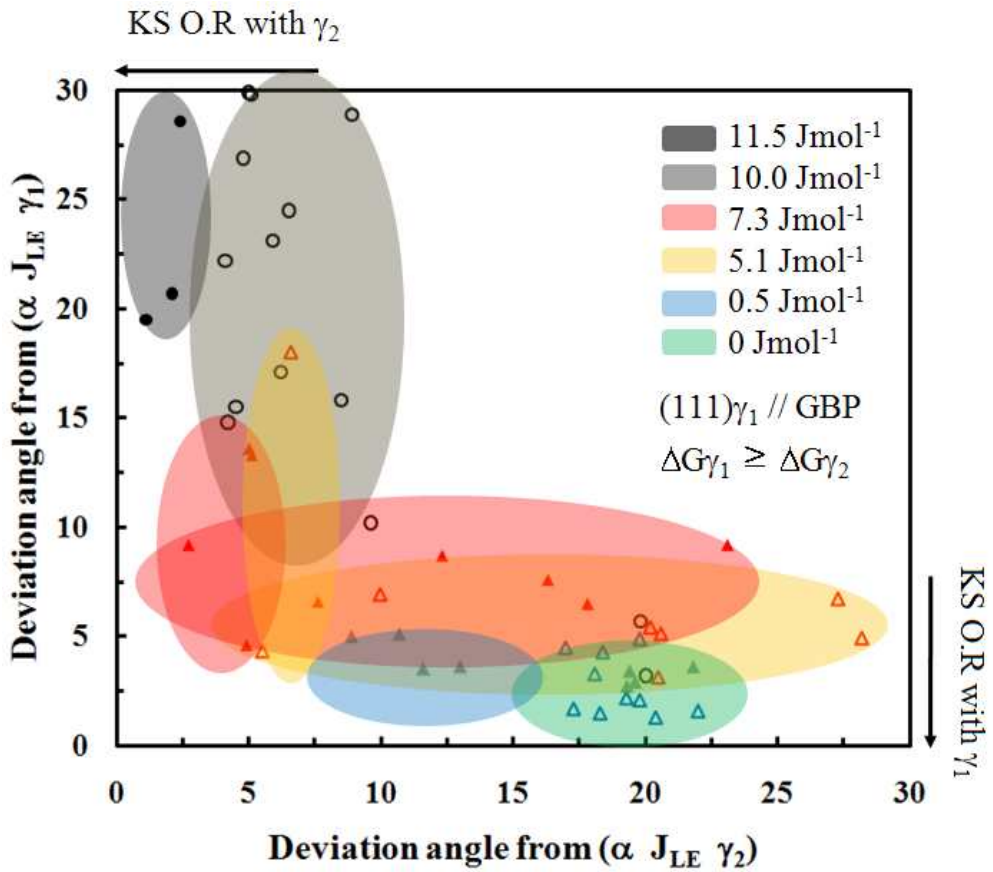 KS O.R with γ₂
30
25
20
15
10
5
0
Deviation angle from (α J_LE γ₁)
11.5 Jmol⁻¹
10.0 Jmol⁻¹
7.3 Jmol⁻¹
5.1 Jmol⁻¹
0.5 Jmol⁻¹
0 Jmol⁻¹
(111)γ₁ // GBP
ΔGγ₁ ≥ ΔGγ₂
KS O.R with γ₁
0 5 10 15 20 25 30
Deviation angle from (α J_LE γ₂)